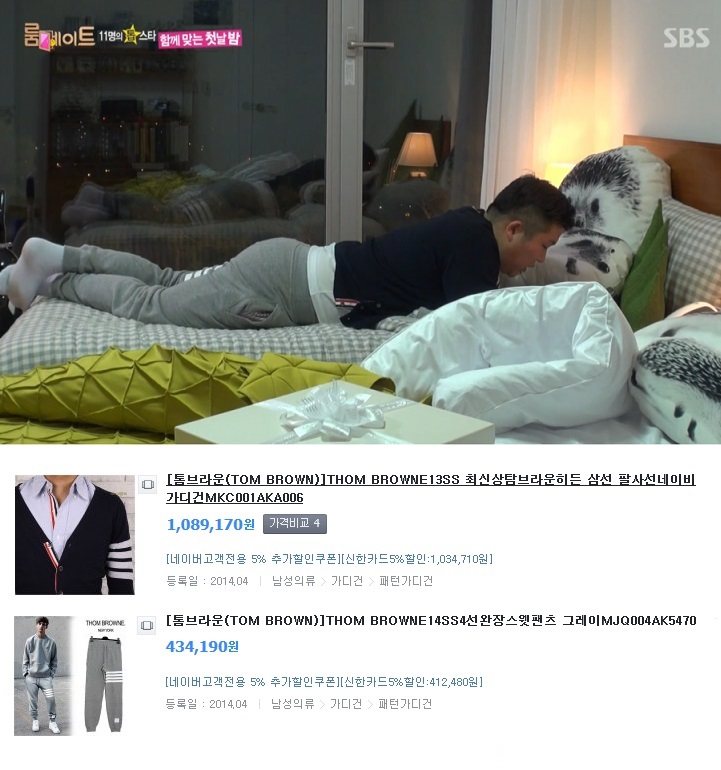 룸메이트 11명의 홈스타 함께 맞는 첫날 밤
SBS
[톰브라운(TOM BROWN)]THOM BROWNE13SS 최신상탐브라운히든 삼선 팔사선네이비
가디건MKC001AKA006
1,089,170원 가격비교 4
[네이버고객전용 5% 추가할인쿠폰][신한카드5%할인:1,034,710원]
등록일 : 2014.04 | 남성의류 > 가디건 > 패턴가디건
THOM BROWNE.
NEW YORK
[톰브라운(TOM BROWN)]THOM BROWNE14SS4선완장스웻팬츠 그레이MJQ004AK5470
434,190원
[네이버고객전용 5% 추가할인쿠폰][신한카드5%할인:412,480원]
등록일 : 2014.04 | 남성의류 > 가디건 > 패턴가디건